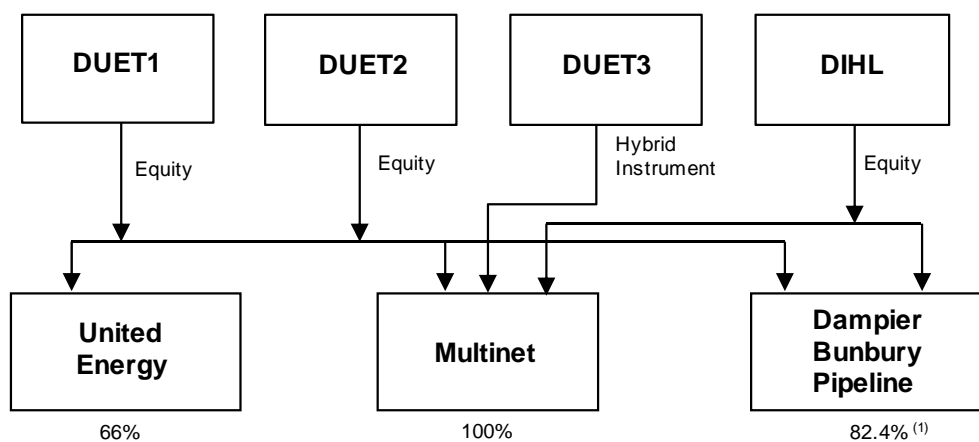 DUET1
DUET2
DUET3
DIHL
Equity
Equity
Hybrid
Instrument
Equity
United
Energy
Multinet
Dampier
Bunbury
Pipeline
66%
100%
82.4% (1)